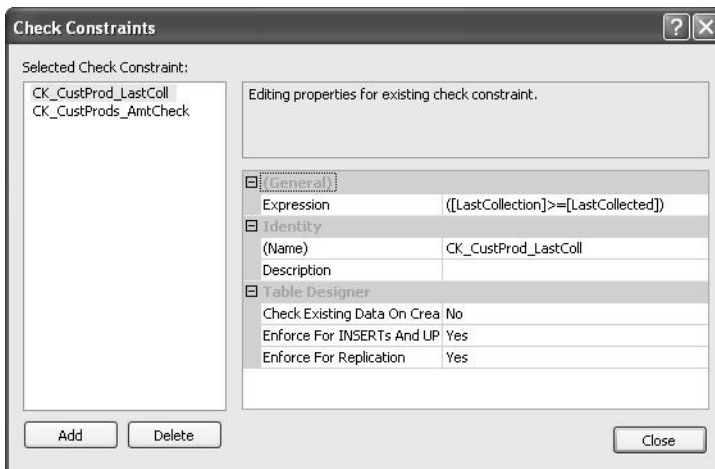 Check Constraints
Selected Check Constraint:
CK_CustProd_LastColl
CK_CustProds_AmtCheck
Editing properties for existing check constraint.
(General)
Expression ([LastCollection]>=[LastCollected])
Identity
(Name) CK_CustProd_LastColl
Description
Table Designer
Check Existing Data On Crea No
Enforce For INSERTs And UP Yes
Enforce For Replication Yes
Add Delete
Close